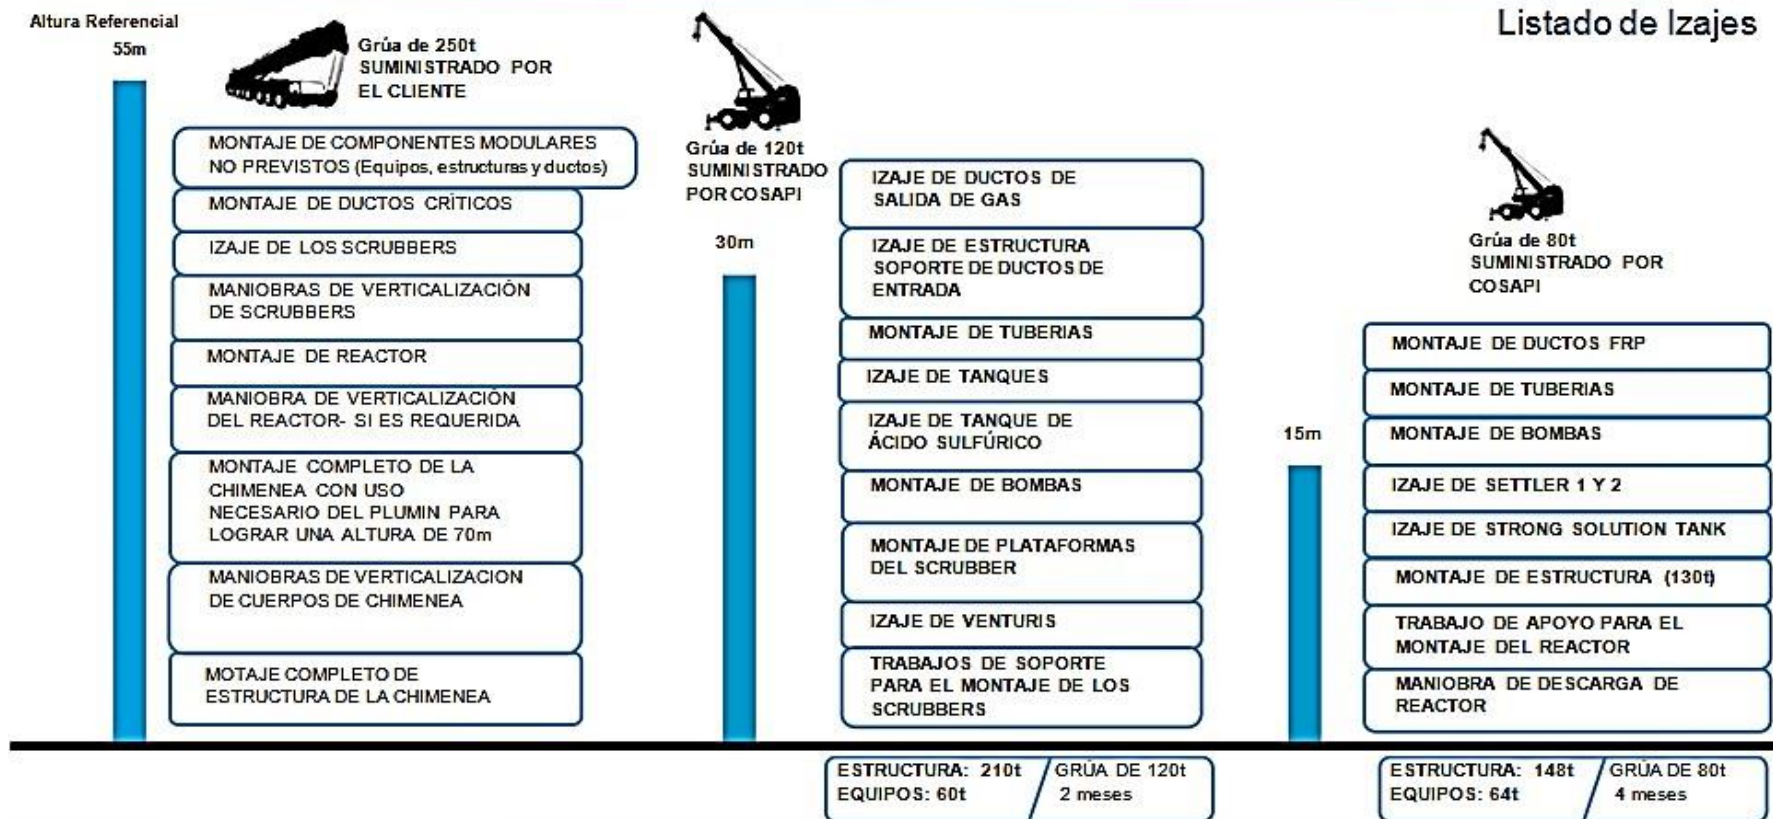 Listado de Izajes
Altura Referencial
55m
Grúa de 250t
SUMINISTRADO POR
EL CLIENTE
MONTAJE DE COMPONENTES MODULARES
NO PREVISTOS (Equipos, estructuras y ductos)
MONTAJE DE DUCTOS CRÍTICOS
IZAJE DE LOS SCRUBBERS
MANIOBRAS DE VERTICALIZACIÓN
DE SCRUBBERS
MONTAJE DE REACTOR
MANIOBRA DE VERTICALIZACIÓN
DEL REACTOR- SI ES REQUERIDA
MONTAJE COMPLETO DE LA
CHIMENEA CON USO
NECESARIO DEL PLUMIN PARA
LOGRAR UNA ALTURA DE 70m
MANIOBRAS DE VERTICALIZACION
DE CUERPOS DE CHIMENEA
MOTAJE COMPLETO DE
ESTRUCTURA DE LA CHIMENEA
Grúa de 120t
SUMINISTRADO
POR COSAPI
30m
IZAJE DE DUCTOS DE
SALIDA DE GAS
IZAJE DE ESTRUCTURA
SOPORTE DE DUCTOS DE
ENTRADA
MONTAJE DE TUBERIAS
IZAJE DE TANQUES
IZAJE DE TANQUE DE
ÁCIDO SULFÚRICO
MONTAJE DE BOMBAS
MONTAJE DE PLATAFORMAS
DEL SCRUBBER
IZAJE DE VENTURIS
TRABAJOS DE SOPORTE
PARA EL MONTAJE DE LOS
SCRUBBERS
ESTRUCTURA: 210t
EQUIPOS: 60t
GRÚA DE 120t
2 meses
Grúa de 80t
SUMINISTRADO POR
COSAPI
15m
MONTAJE DE DUCTOS FRP
MONTAJE DE TUBERIAS
MONTAJE DE BOMBAS
IZAJE DE SETTLER 1 Y 2
IZAJE DE STRONG SOLUTION TANK
MONTAJE DE ESTRUCTURA (130t)
TRABAJO DE APOYO PARA EL
MONTAJE DEL REACTOR
MANIOBRA DE DESCARGA DE
REACTOR
ESTRUCTURA: 148t
EQUIPOS: 64t
GRÚA DE 80t
4 meses